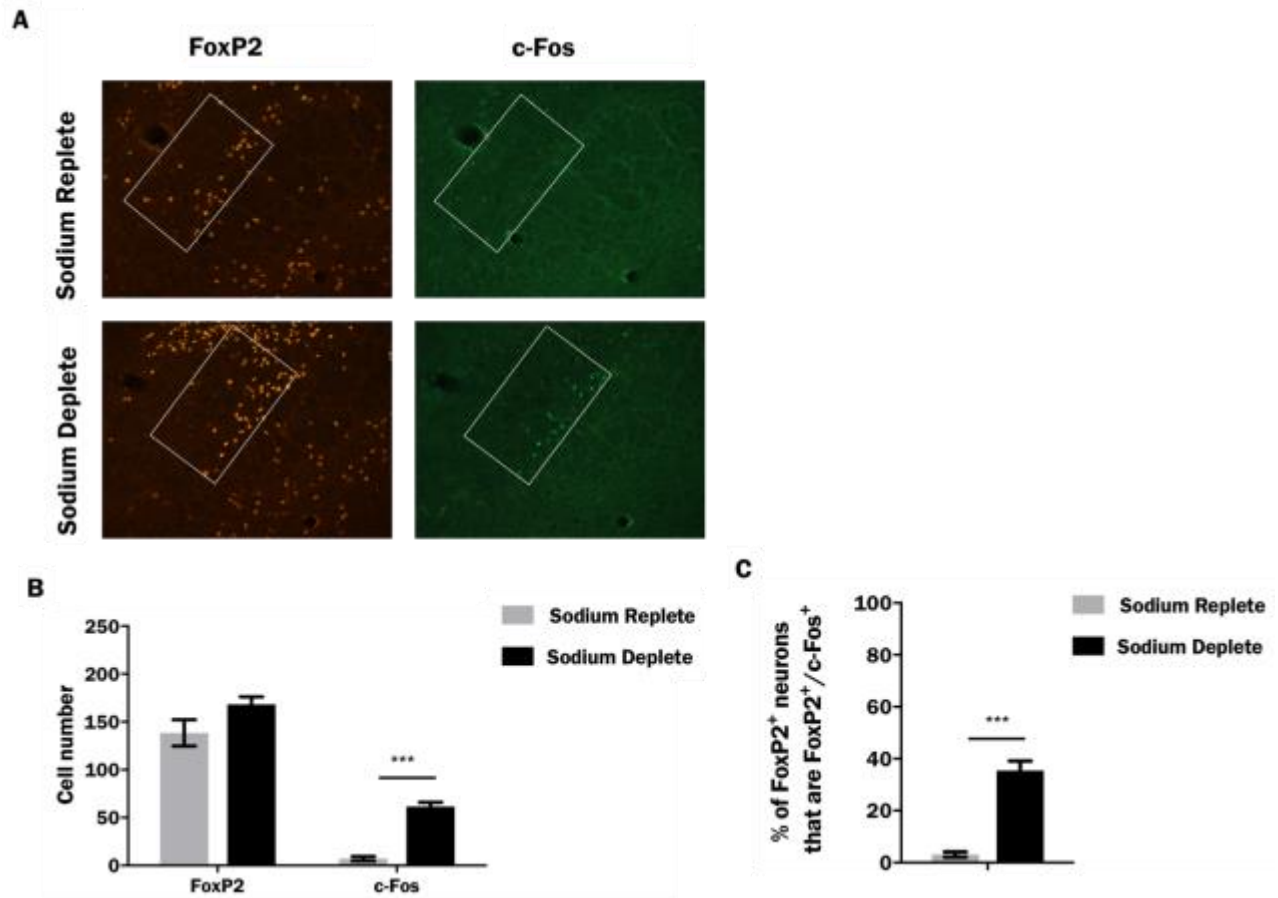 A
FoxP2
c-Fos
Sodium Replete
Sodium Deplete
B
Cell number
250
200
150
100
50
0
***
FoxP2
c-Fos
Sodium Replete
Sodium Deplete
C
% of FoxP2⁺ neurons
that are FoxP2⁺/c-Fos⁺
100
80
60
40
20
0
***
Sodium Replete
Sodium Deplete